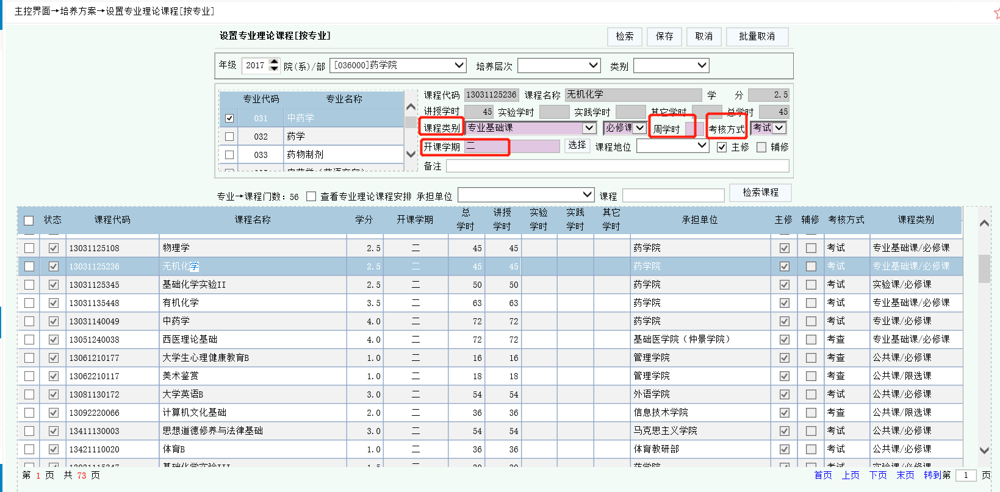 主控界面→培养方案→设置专业理论课程[按专业]
设置专业理论课程[按专业] 检索 保存 取消 批量取消
年级 2017 院(系)/部 [036000]药学院 培养层次 类别
专业代码 专业名称
031 中药学
032 药学
033 药物制剂
课程代码 13031125236 课程名称 无机化学 学 分 2.5
讲授学时 45 实验学时 实践学时 其它学时 总学时 45
课程类别 专业基础课 必修课 周学时 考核方式 考试
开课学期 二 选择 课程地位 主修 辅修
备注
专业→课程门数: 56 查看专业理论课程安排 承担单位 课程 检索课程
状态 课程代码 课程名称 学分 开课学期 总学时 讲授学时 实验学时 实践学时 其它学时 承担单位 主修 辅修 考核方式 课程类别
13031125108 物理学 2.5 二 45 45 药学院 考试 专业基础课/必修课
13031125236 无机化学 2.5 二 45 45 药学院 考试 专业基础课/必修课
13031125345 基础化学实验II 2.5 二 50 50 药学院 考试 实验课/必修课
13031135448 有机化学 3.5 二 63 63 药学院 考试 专业基础课/必修课
13031140049 中药学 4.0 二 72 72 药学院 考试 专业课/必修课
13051240038 西医理论基础 4.0 二 72 72 基础医学院（仲景学院） 考查 专业基础课/必修课
13061210177 大学生心理健康教育B 1.0 二 16 16 管理学院 考查 公共课/必修课
13062210117 美术鉴赏 1.0 二 18 18 管理学院 考查 公共课/限选课
13081130172 大学英语B 3.0 二 54 54 外语学院 考试 公共课/必修课
13092220066 计算机文化基础 2.0 二 36 36 信息技术学院 考查 公共课/限选课
13411130003 思想道德修养与法律基础 3.0 二 54 54 马克思主义学院 考试 公共课/必修课
13421110020 体育B 1.0 二 36 36 体育教研部 考试 公共课/必修课
第 1 页 共 73 页 首页 上页 下页 末页 转到第 1 页